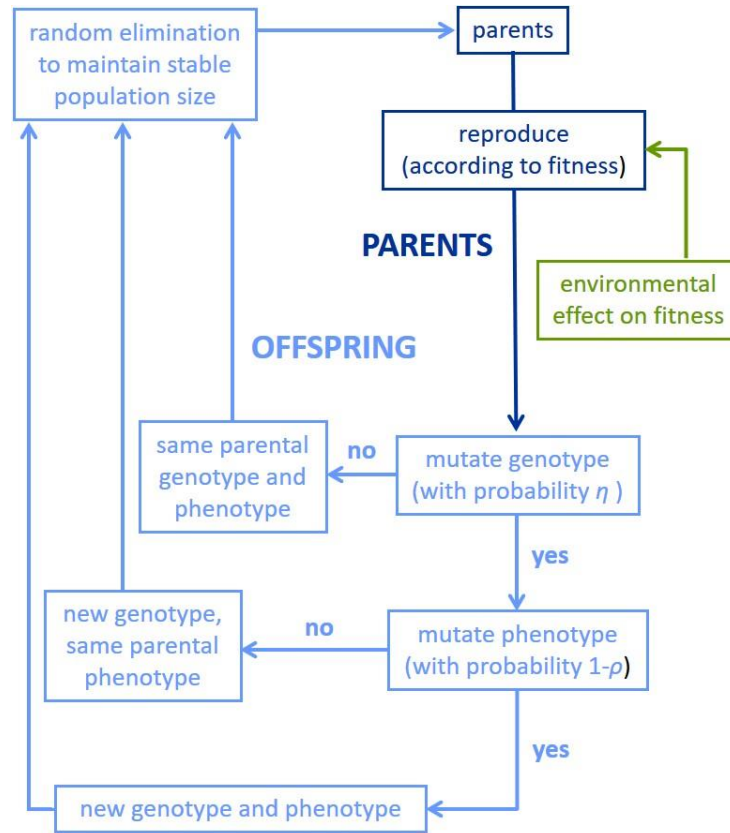 random elimination
to maintain stable
population size
parents
reproduce
(according to fitness)
PARENTS
environmental
effect on fitness
OFFSPRING
same parental
genotype and
phenotype
no
mutate genotype
(with probability η )
yes
new genotype,
same parental
phenotype
no
mutate phenotype
(with probability 1-ρ)
yes
new genotype and phenotype